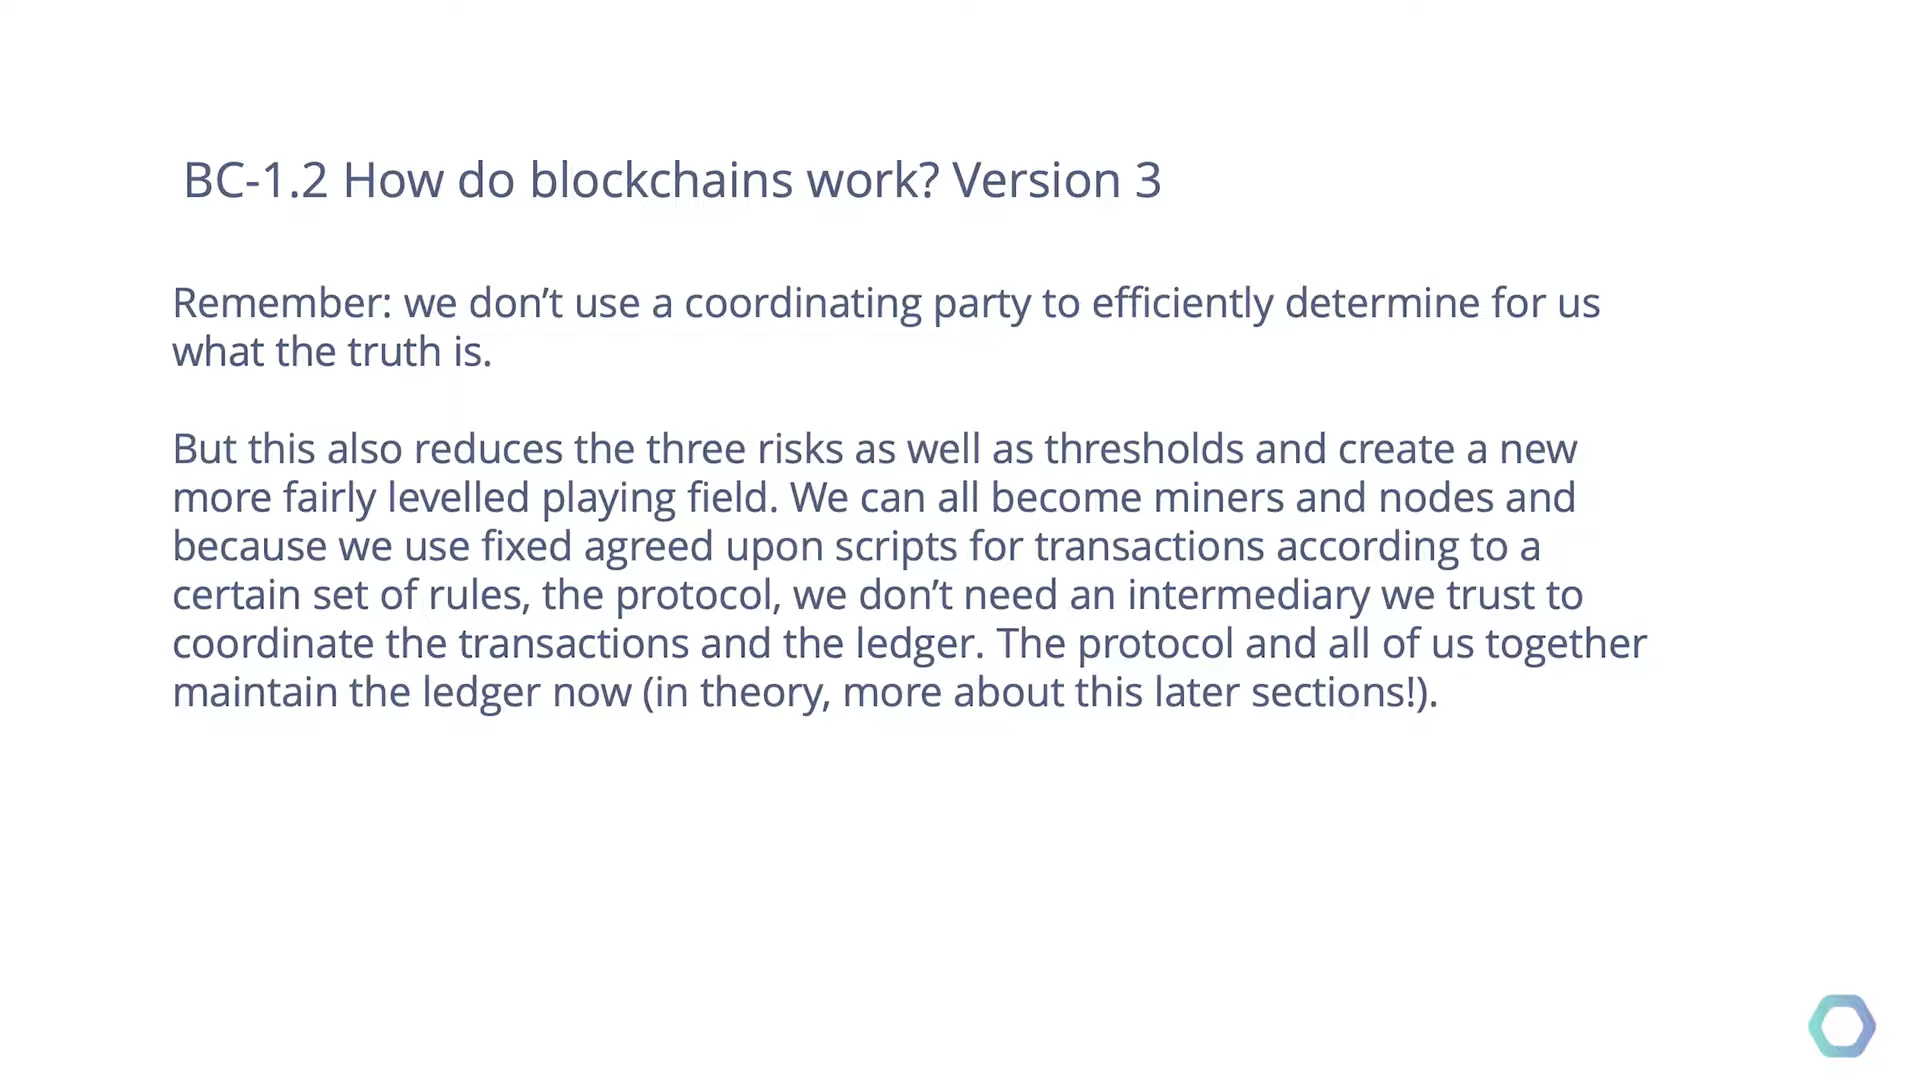 BC-1.2 How do blockchains work? Version 3
Remember: we don’t use a coordinating party to efficiently determine for us
what the truth is.
But this also reduces the three risks as well as thresholds and create a new
more fairly levelled playing field. We can all become miners and nodes and
because we use fixed agreed upon scripts for transactions according to a
certain set of rules, the protocol, we don’t need an intermediary we trust to
coordinate the transactions and the ledger. The protocol and all of us together
maintain the ledger now (in theory, more about this later sections!).